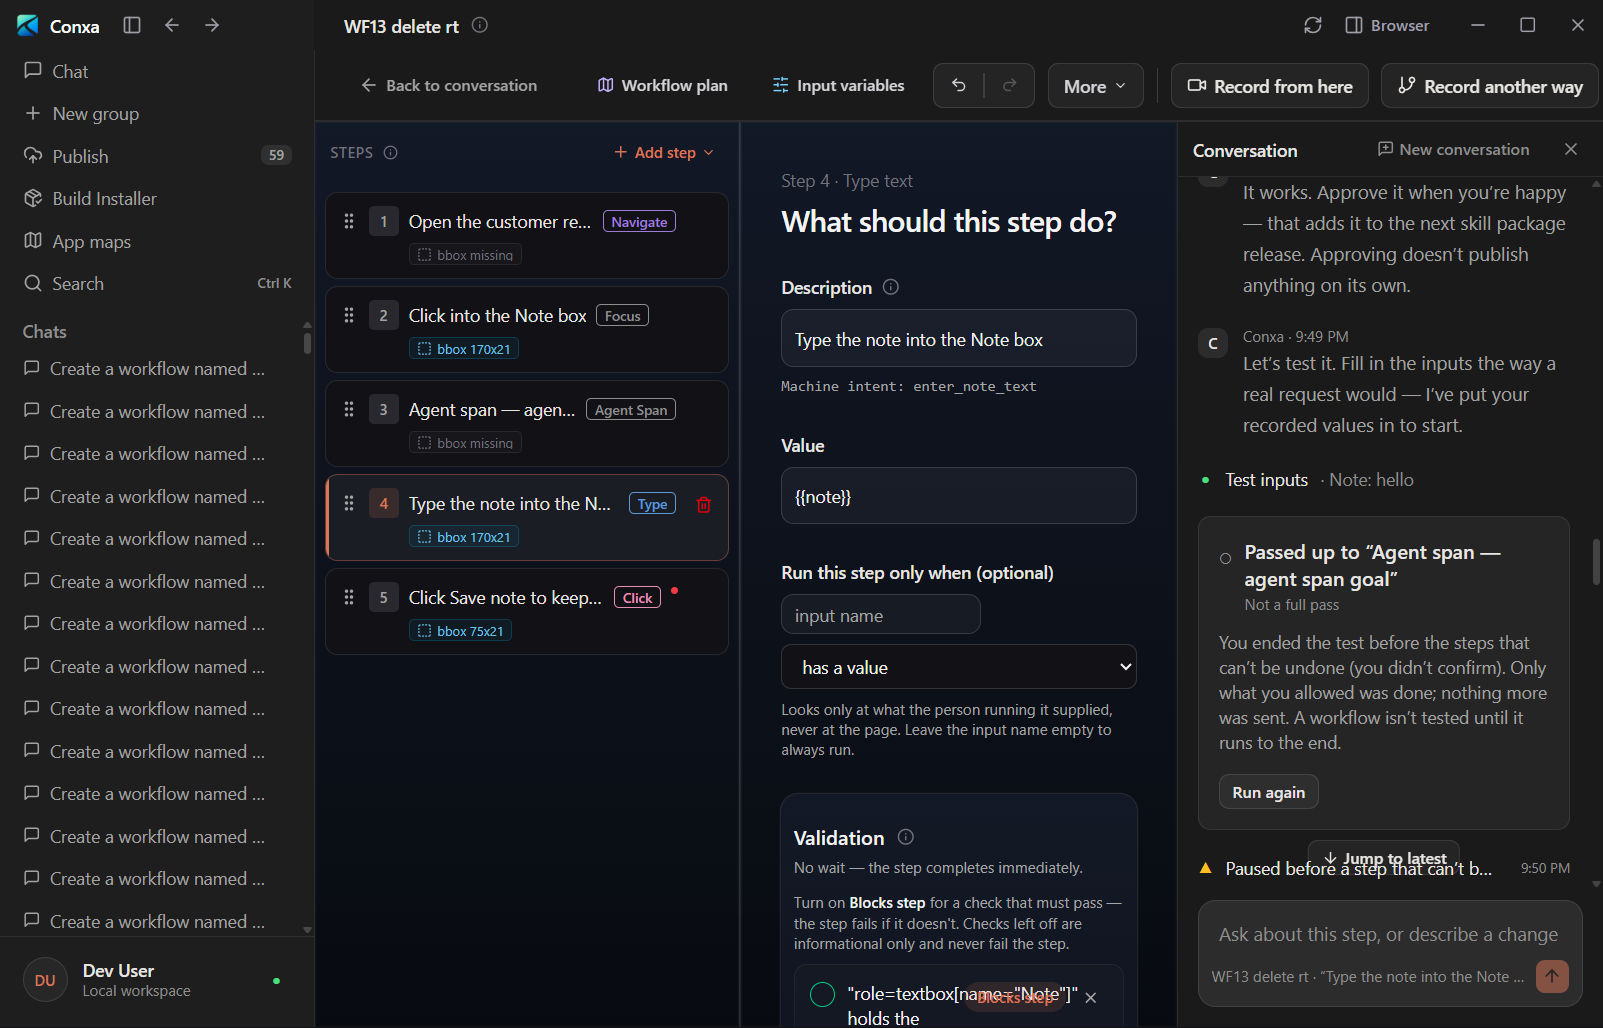 Conxa
WF13 delete rt
Browser
Chat
New group
Publish
59
Build Installer
App maps
Search
Ctrl K
Chats
Create a workflow named ...
Create a workflow named ...
Create a workflow named ...
Create a workflow named ...
Create a workflow named ...
Create a workflow named ...
Create a workflow named ...
Create a workflow named ...
Create a workflow named ...
Create a workflow named ...
Create a workflow named ...
Create a workflow named ...
Create a workflow named ...
Create a workflow named ...
DU
Dev User
Local workspace
Back to conversation
Workflow plan
Input variables
More
Record from here
Record another way
STEPS
Add step
1
Open the customer re...
Navigate
bbox missing
2
Click into the Note box
Focus
bbox 170x21
3
Agent span — agen...
Agent Span
bbox missing
4
Type the note into the N...
Type
bbox 170x21
5
Click Save note to keep...
Click
bbox 75x21
Step 4 · Type text
What should this step do?
Description
Type the note into the Note box
Machine intent: enter_note_text
Value
{{note}}
Run this step only when (optional)
input name
has a value
Looks only at what the person running it supplied,
never at the page. Leave the input name empty to
always run.
Validation
No wait — the step completes immediately.
Turn on Blocks step for a check that must pass —
the step fails if it doesn't. Checks left off are
informational only and never fail the step.
"role=textbox[name="Note"]"
Blocks step
holds the
Conversation
New conversation
It works. Approve it when you’re happy
— that adds it to the next skill package
release. Approving doesn’t publish
anything on its own.
C
Conxa · 9:49 PM
Let’s test it. Fill in the inputs the way a
real request would — I’ve put your
recorded values in to start.
Test inputs · Note: hello
Passed up to “Agent span —
agent span goal”
Not a full pass
You ended the test before the steps that
can’t be undone (you didn’t confirm). Only
what you allowed was done; nothing more
was sent. A workflow isn’t tested until it
runs to the end.
Run again
Jump to latest
Paused before a step that can’t b...
9:50 PM
Ask about this step, or describe a change
WF13 delete rt · “Type the note into the Note ...